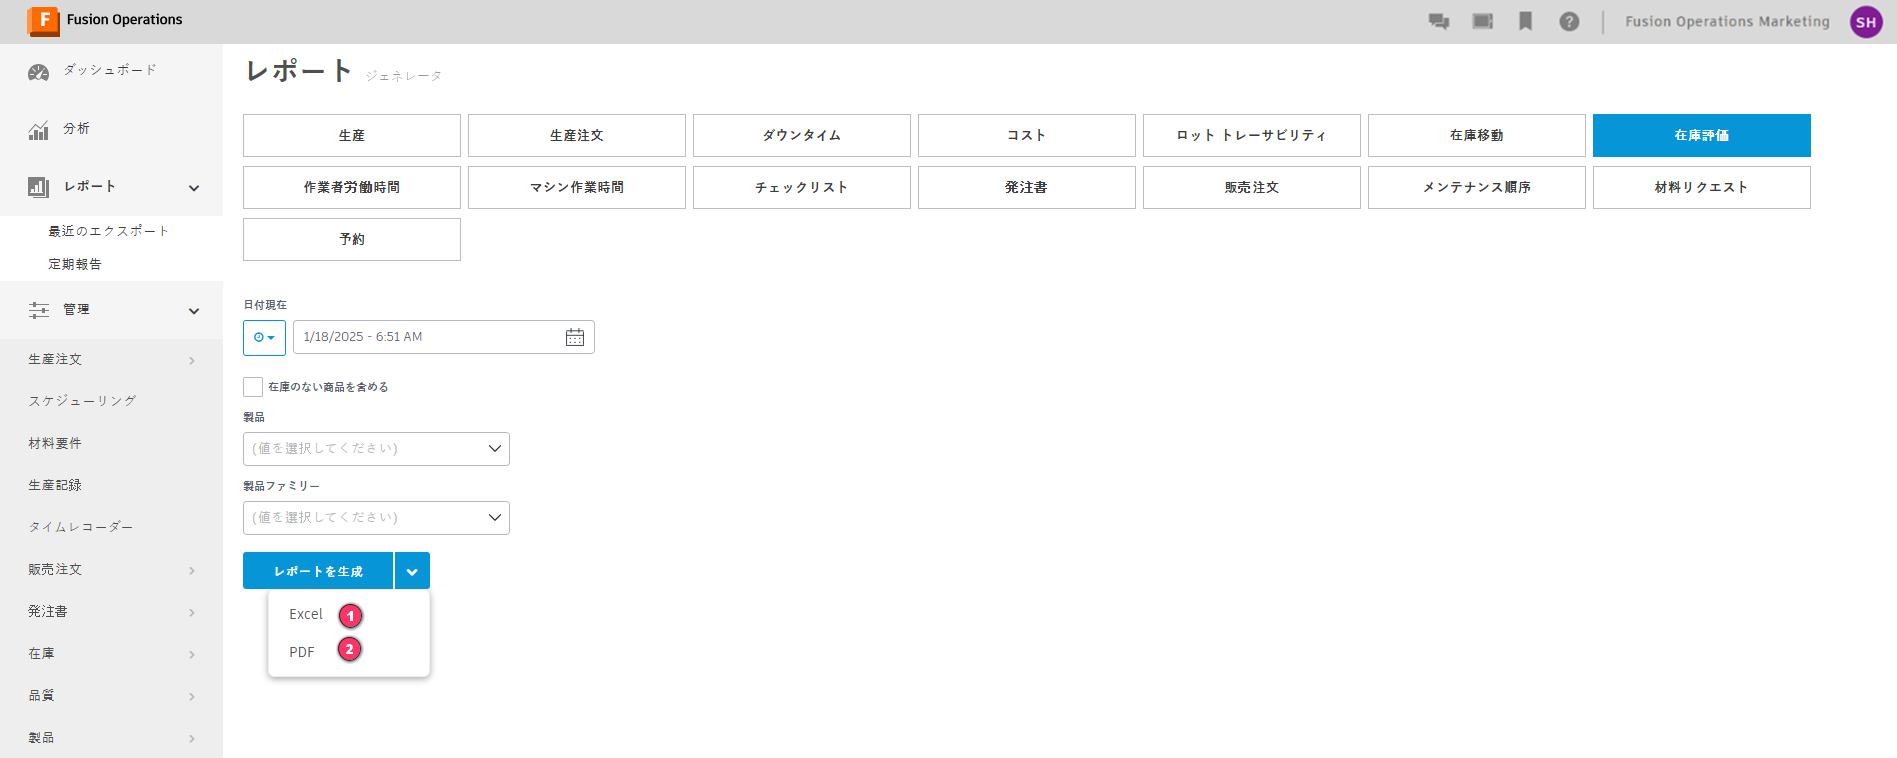 Fusion Operations
Fusion Operations Marketing
SH
ダッシュボード
分析
レポート
最近のエクスポート
定期報告
管理
生産注文
スケジューリング
材料要件
生産記録
タイムレコーダー
販売注文
発注書
在庫
品質
製品
レポート ジェネレータ
生産
生産注文
ダウンタイム
コスト
ロット トレーサビリティ
在庫移動
在庫評価
作業者労働時間
マシン作業時間
チェックリスト
発注書
販売注文
メンテナンス順序
材料リクエスト
予約
日付現在
1/18/2025 - 6:51 AM
在庫のない商品を含める
製品
(値を選択してください)
製品ファミリー
(値を選択してください)
レポートを生成
Excel 1
PDF 2